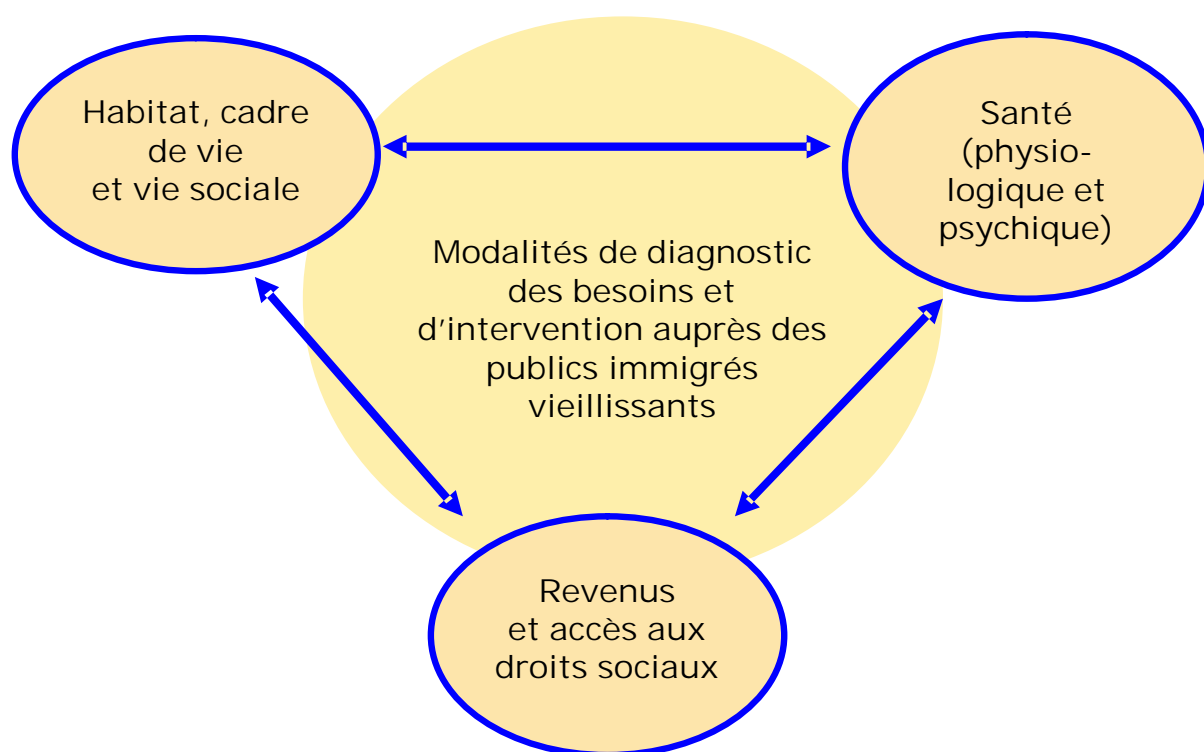 Habitat, cadre
de vie
et vie sociale
Santé
(physio-
logique et
psychique)
Modalités de diagnostic
des besoins et
d’intervention auprès des
publics immigrés
vieillissants
Revenus
et accès aux
droits sociaux